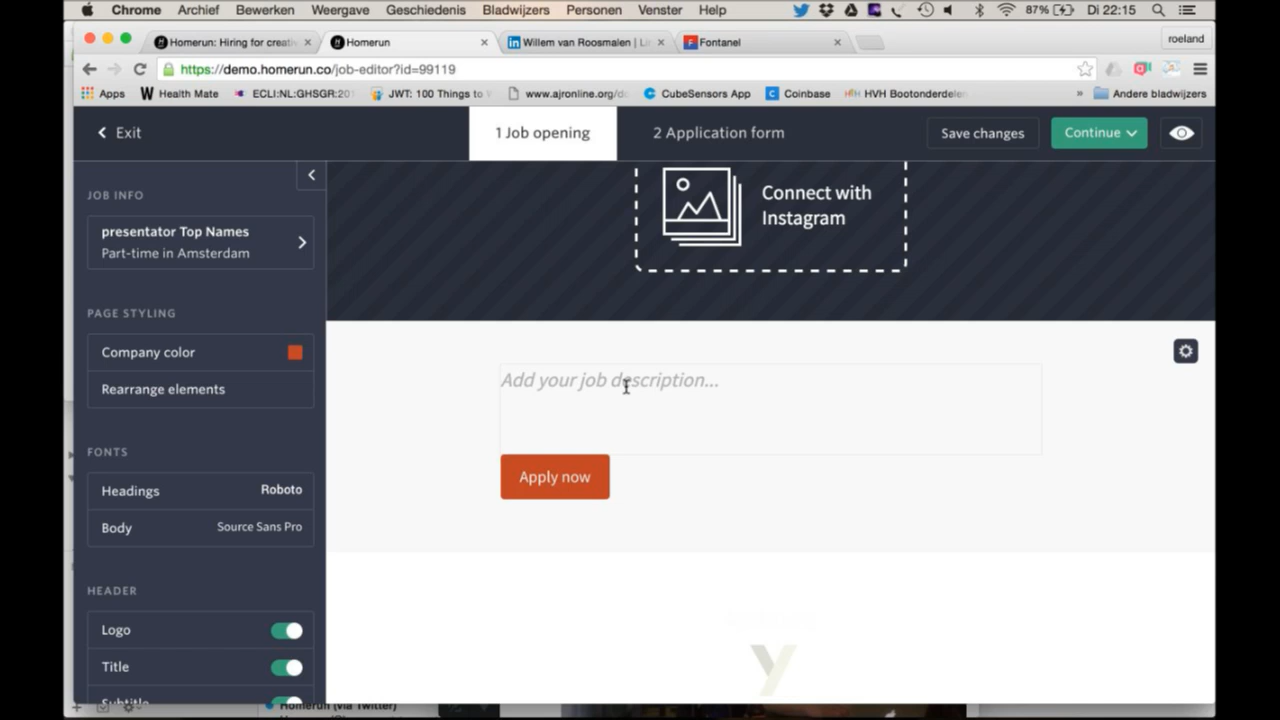 Chrome Archief Bewerken Weergave Geschiedenis Bladwijzers Personen Venster Help 87% Di 22:15
Homerun: Hiring for creati
Homerun
Willem van Roosmalen | Li
Fontanel
roeland
https://demo.homerun.co/job-editor?id=99119
Apps Health Mate ECLI:NL:GHSGR:201 JWT: 100 Things to www.ajronline.org/d CubeSensors App Coinbase HVH Bootonderdelen » Andere bladwijzers
Exit
1 Job opening
2 Application form
Save changes
Continue
JOB INFO
presentator Top Names
Part-time in Amsterdam
PAGE STYLING
Company color
Rearrange elements
FONTS
Headings Roboto
Body Source Sans Pro
HEADER
Logo
Title
Subtitle
Connect with
Instagram
Add your job description...
Apply now
y
Homerun (via Twitter)